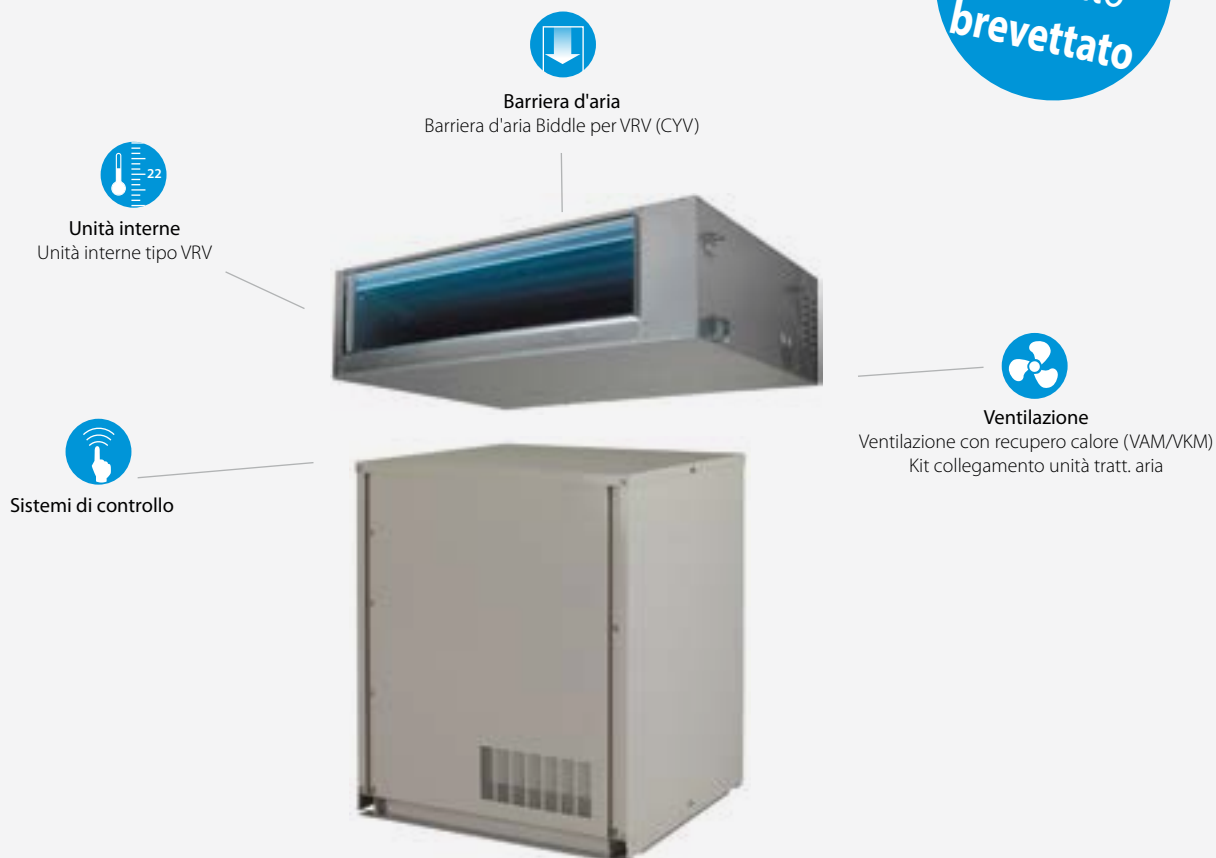 brevettato
Barriera d'aria
Barriera d'aria Biddle per VRV (CYV)
22
Unità interne
Unità interne tipo VRV
Ventilazione
Ventilazione con recupero calore (VAM/VKM)
Kit collegamento unità tratt. aria
Sistemi di controllo